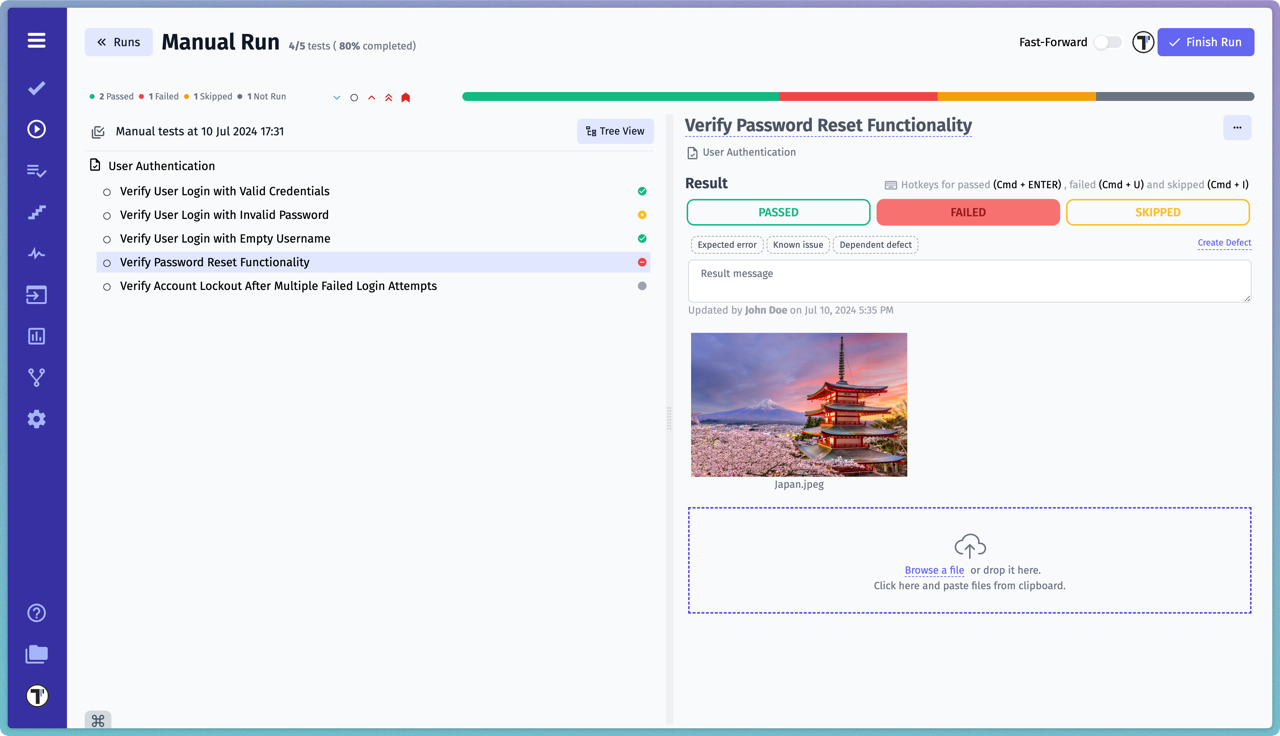 Runs
Manual Run 4/5 tests ( 80% completed)
Fast-Forward
Finish Run
2 Passed 1 Failed 1 Skipped 1 Not Run
Manual tests at 10 Jul 2024 17:31
Tree View
User Authentication
Verify User Login with Valid Credentials
Verify User Login with Invalid Password
Verify User Login with Empty Username
Verify Password Reset Functionality
Verify Account Lockout After Multiple Failed Login Attempts
Verify Password Reset Functionality
User Authentication
Result
Hotkeys for passed (Cmd + ENTER) , failed (Cmd + U) and skipped (Cmd + I)
PASSED FAILED SKIPPED
Expected error Known issue Dependent defect
Create Defect
Result message
Updated by John Doe on Jul 10, 2024 5:35 PM
Japan.jpeg
Browse a file or drop it here.
Click here and paste files from clipboard.